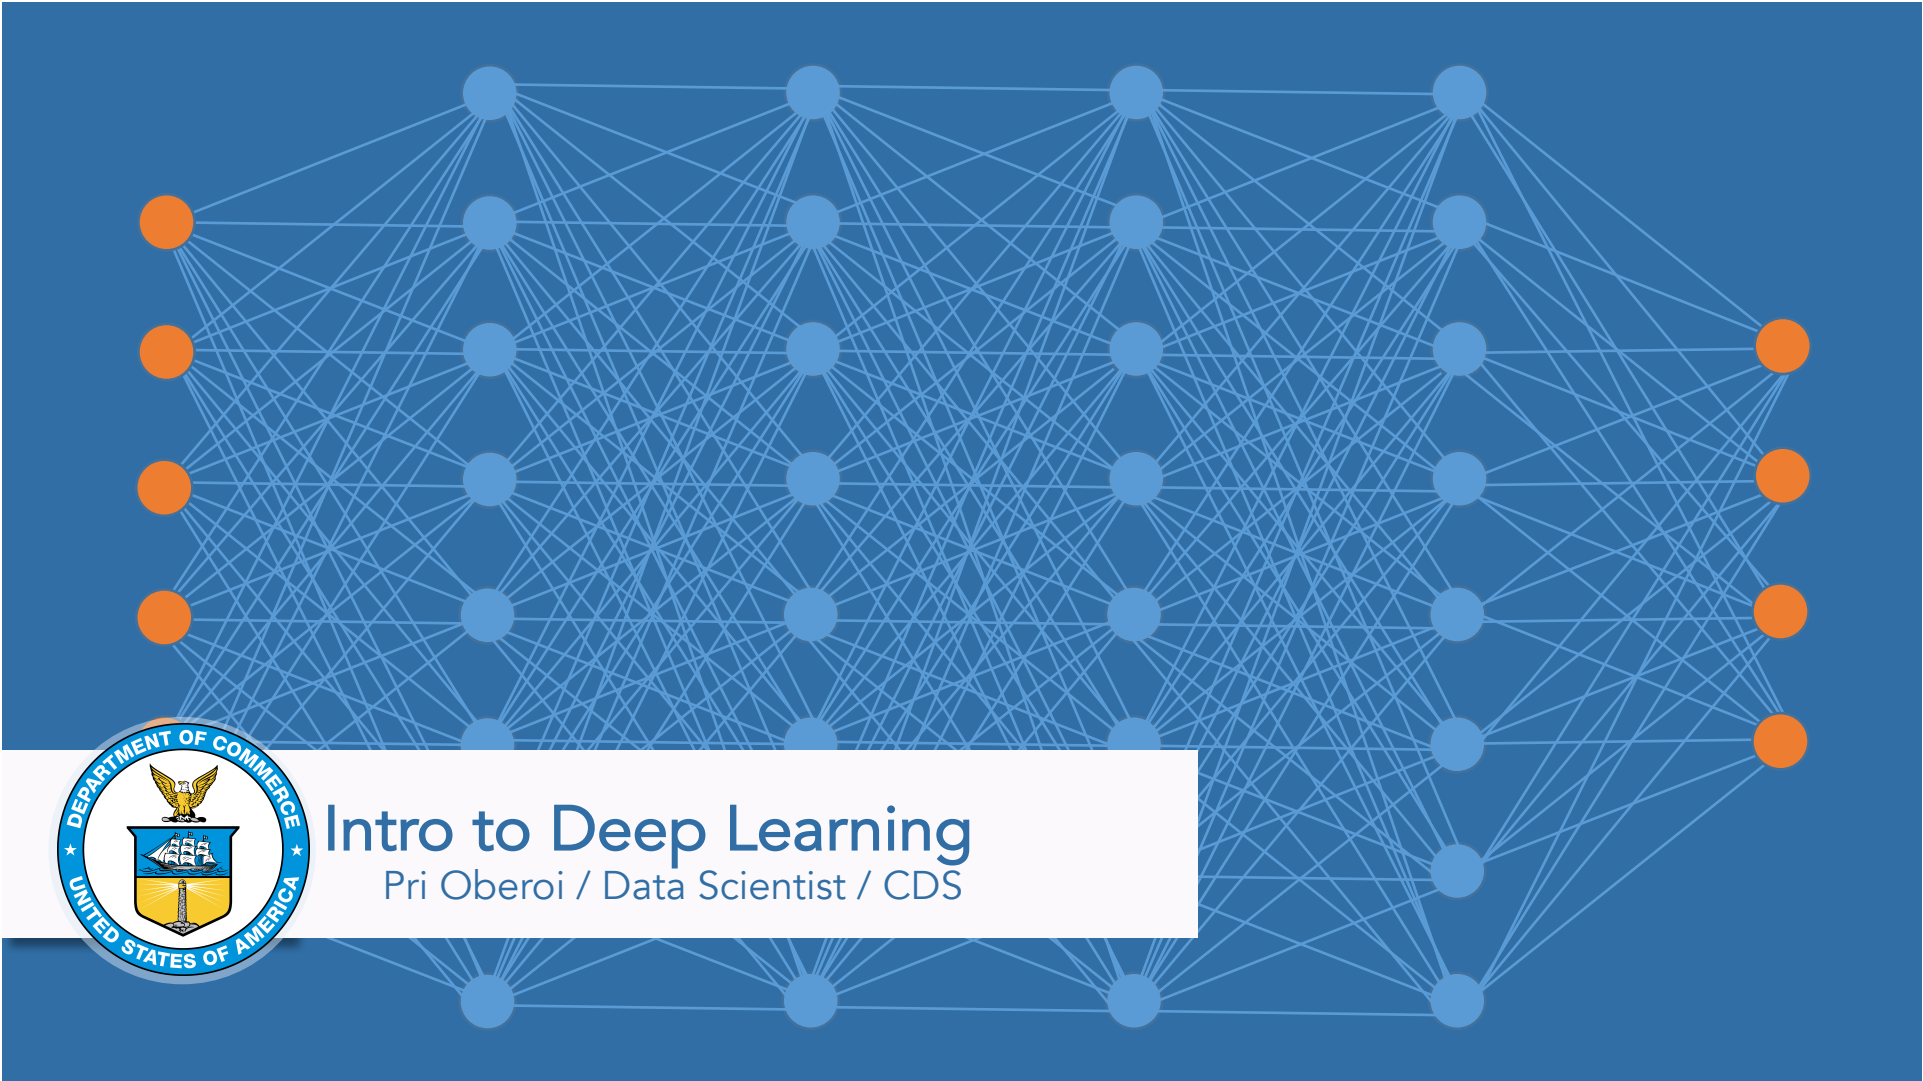 DEPARTMENT OF COMMERCE
UNITED STATES OF AMERICA
Intro to Deep Learning
Pri Oberoi / Data Scientist / CDS